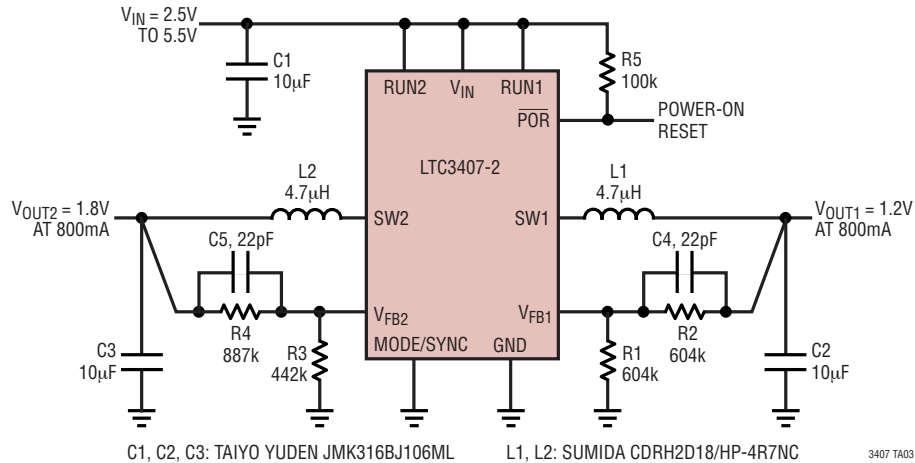 V_IN = 2.5V
TO 5.5V
C1
10µF
RUN2
V_IN
RUN1
R5
100k
POR
POWER-ON
RESET
LTC3407-2
L2
4.7µH
L1
4.7µH
V_OUT2 = 1.8V
AT 800mA
SW2
SW1
V_OUT1 = 1.2V
AT 800mA
C5, 22pF
C4, 22pF
V_FB2
V_FB1
R4
887k
R2
604k
MODE/SYNC
GND
C3
10µF
R3
442k
R1
604k
C2
10µF
C1, C2, C3: TAIYO YUDEN JMK316BJ106ML
L1, L2: SUMIDA CDRH2D18/HP-4R7NC
3407 TA03